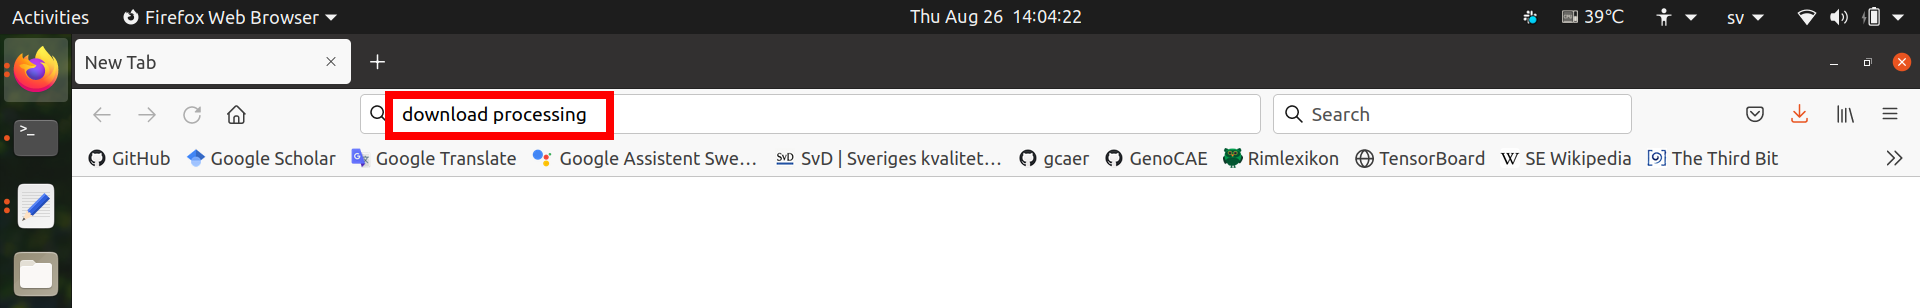 Activities Firefox Web Browser Thu Aug 26 14:04:22 39°C sv
New Tab
download processing Search
GitHub Google Scholar Google Translate Google Assistent Swe... SvD | Sveriges kvalitet... gcaer GenoCAE Rimlexikon TensorBoard W SE Wikipedia The Third Bit